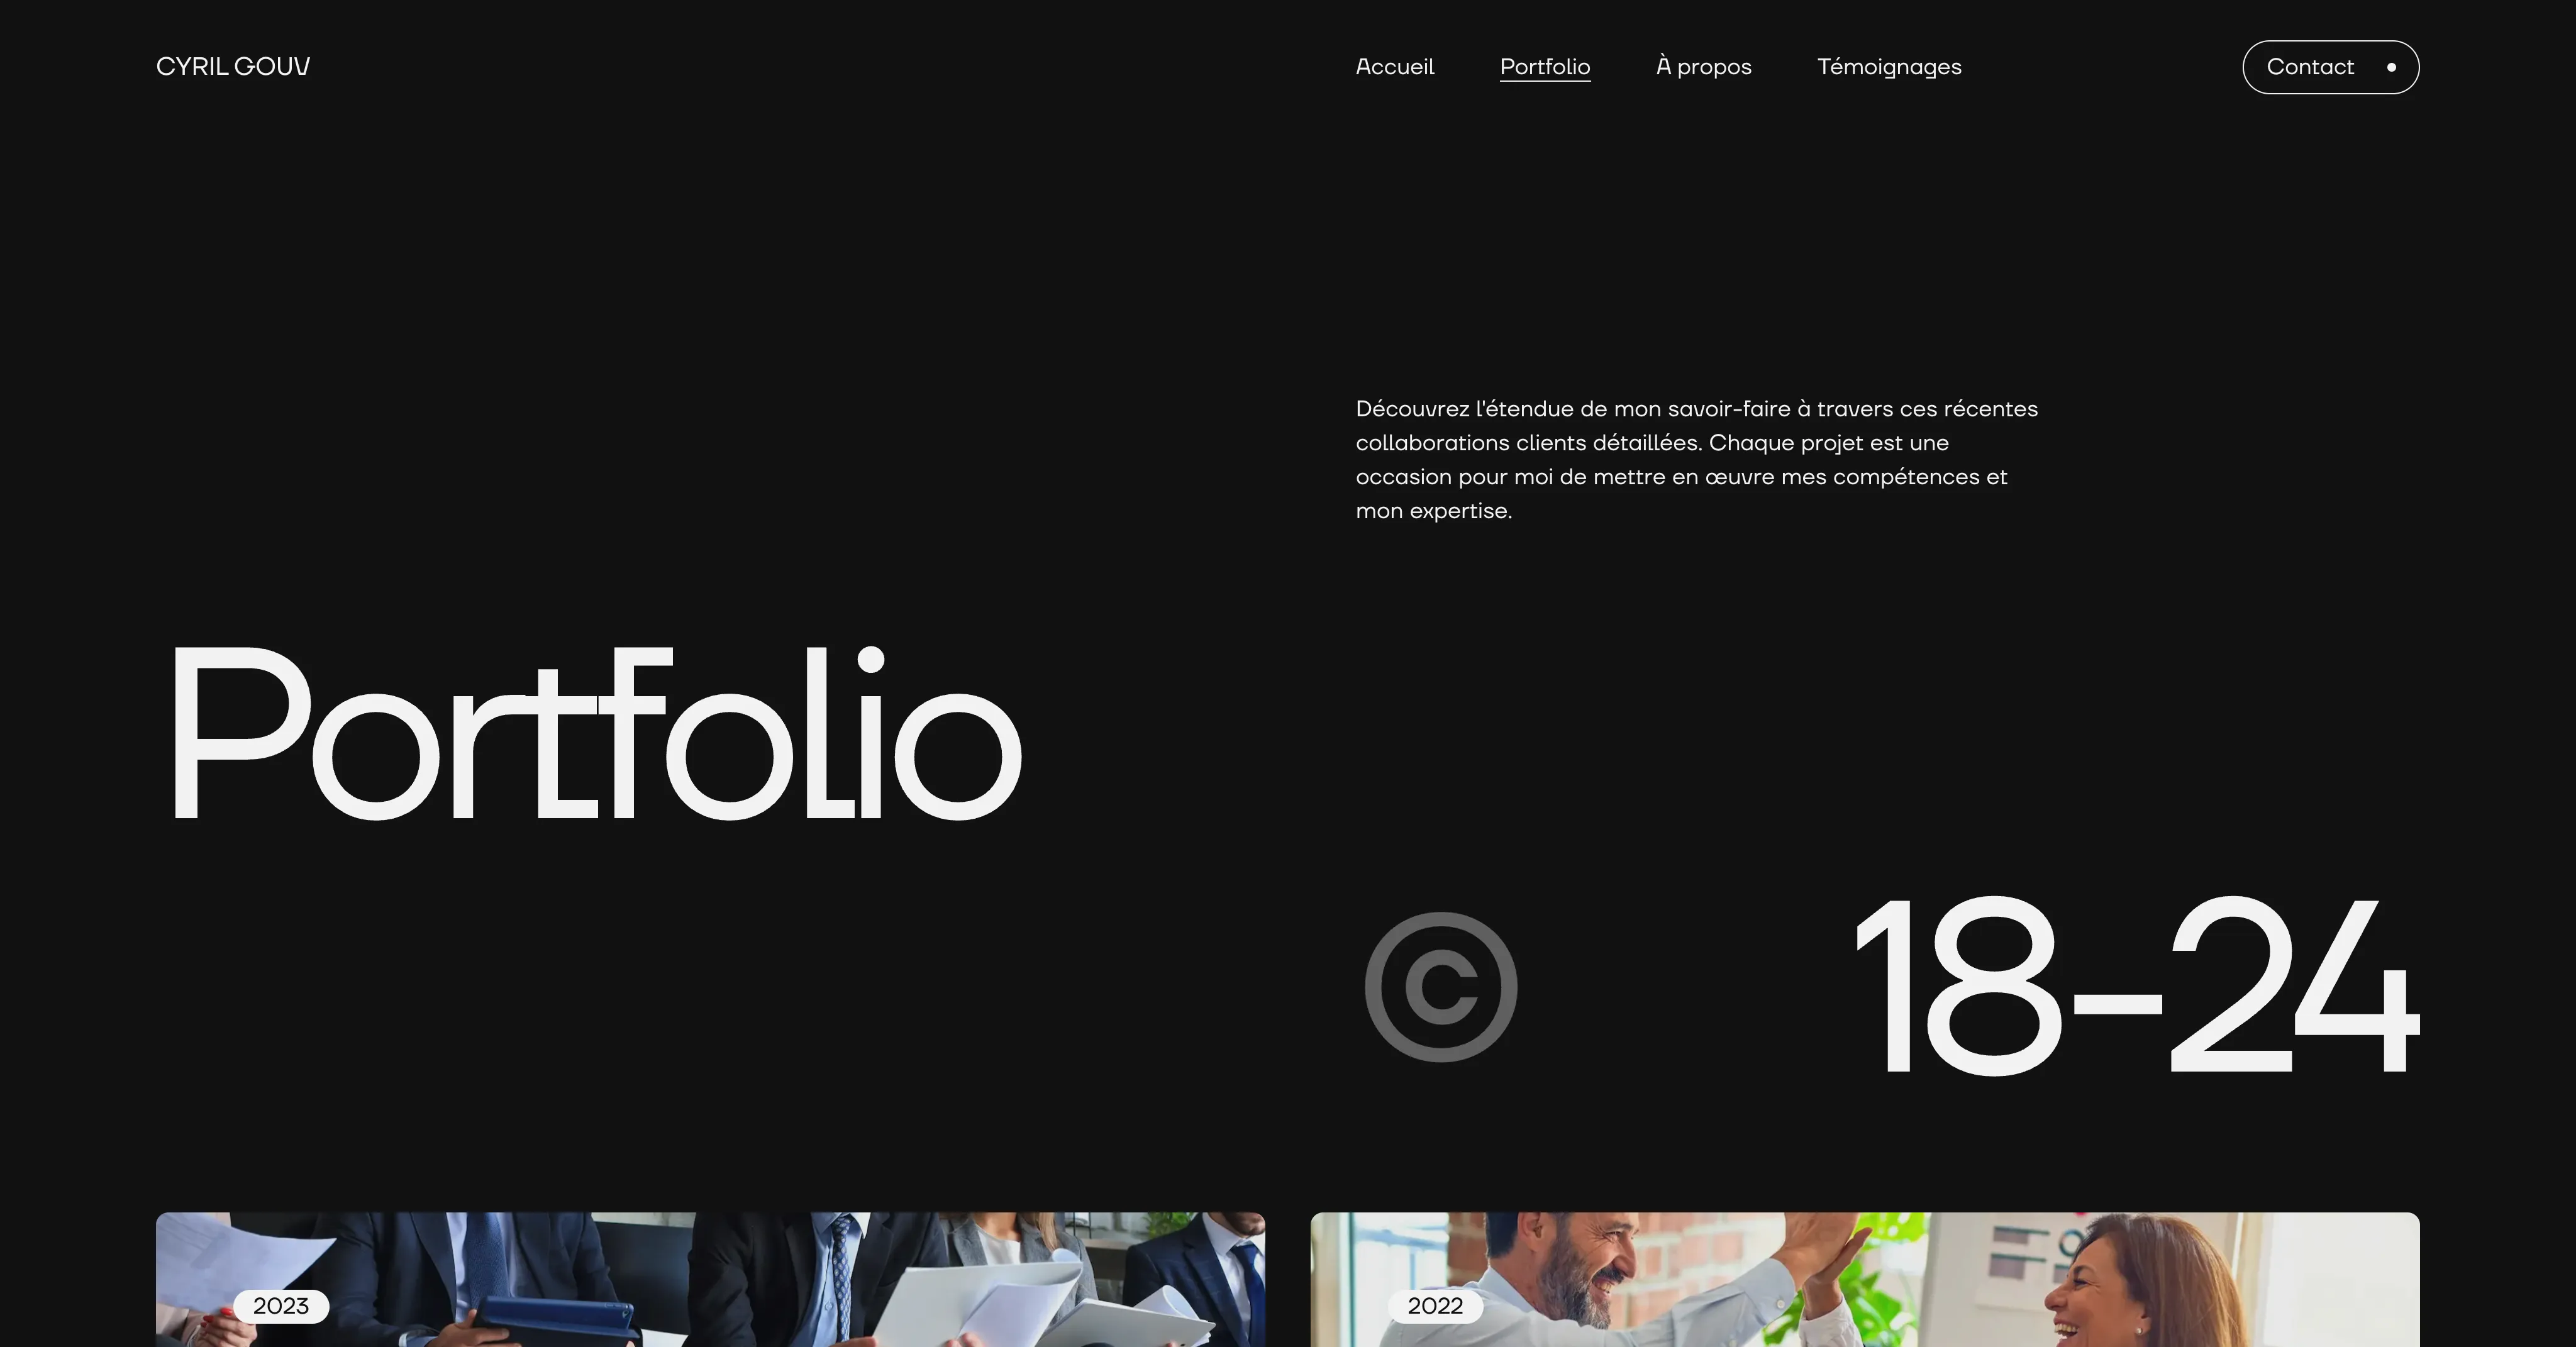 CYRIL GOUV
Accueil
Portfolio
À propos
Témoignages
Contact
Découvrez l'étendue de mon savoir-faire à travers ces récentes
collaborations clients détaillées. Chaque projet est une
occasion pour moi de mettre en œuvre mes compétences et
mon expertise.
Portfolio
©
18-24
2023
2022